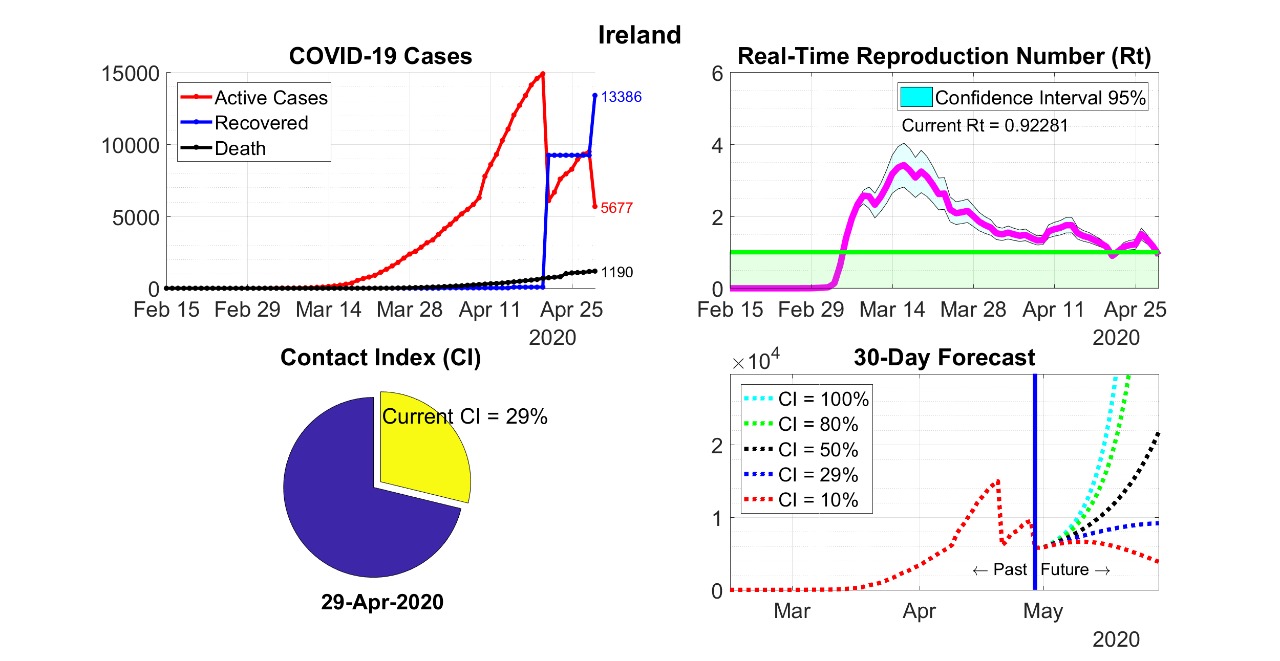 Ireland
COVID-19 Cases
15000
10000
5000
0
Active Cases
Recovered
Death
13386
5677
1190
Feb 15 Feb 29 Mar 14 Mar 28 Apr 11 Apr 25
2020
Real-Time Reproduction Number (Rt)
6
4
2
0
Confidence Interval 95%
Current Rt = 0.92281
Feb 15 Feb 29 Mar 14 Mar 28 Apr 11 Apr 25
2020
Contact Index (CI)
Current CI = 29%
29-Apr-2020
30-Day Forecast
×10⁴
2
1
0
CI = 100%
CI = 80%
CI = 50%
CI = 29%
CI = 10%
← Past Future →
Mar Apr May
2020